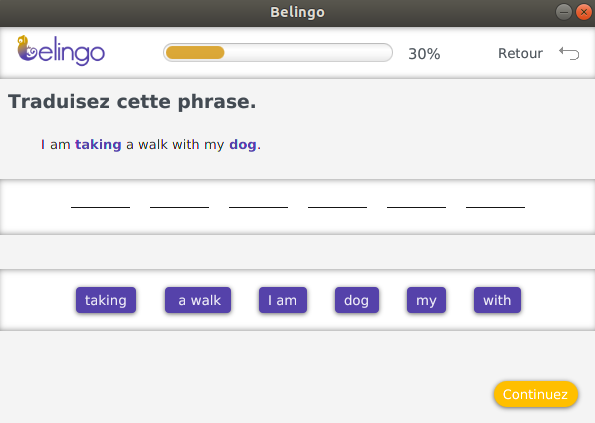 Belingo
Belingo
30%
Retour
Traduisez cette phrase.
I am taking a walk with my dog.
taking a walk I am dog my with
Continuez